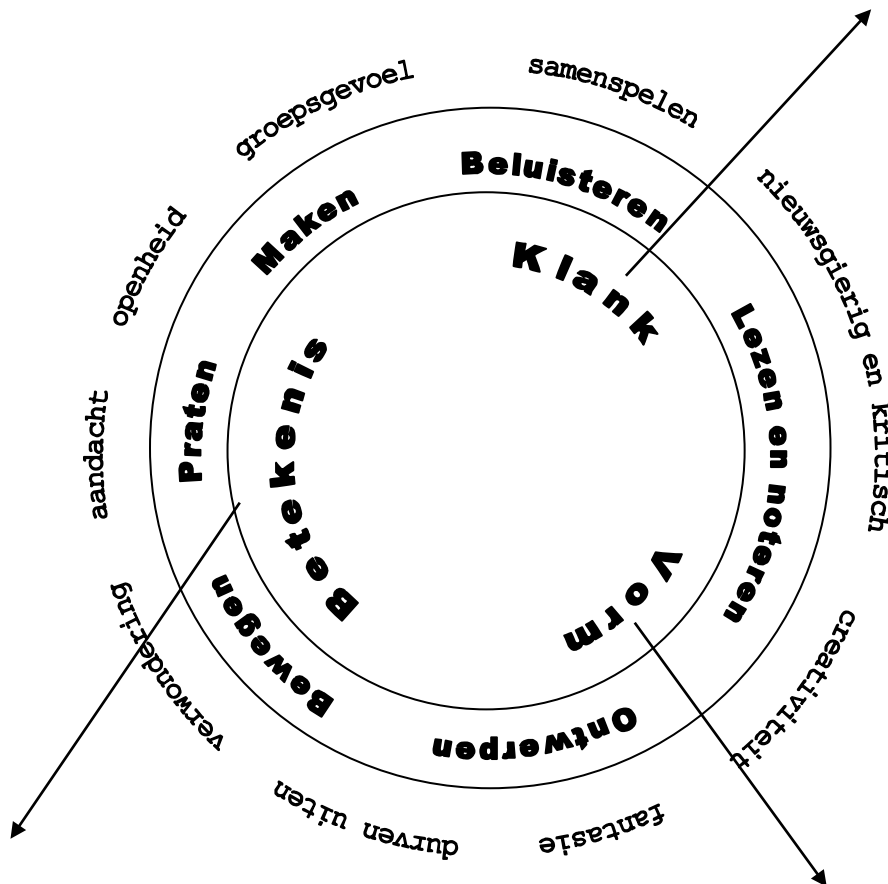 samenspelen
nieuwsgierig en kritisch
creativiteit
fantasie
durven uiten
verwondering
aandacht
openheid
groepsgevoel
Beluisteren
Lezen en noteren
Ontwerpen
Bewegen
Praten
Maken
Klank
Vorm
Betekenis